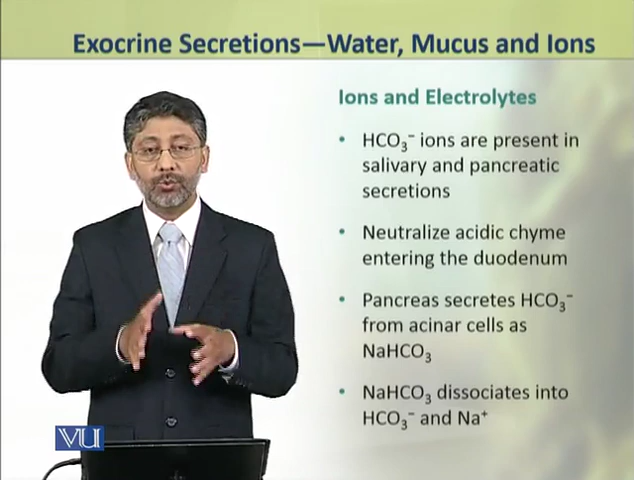 Exocrine Secretions—Water, Mucus and Ions
Ions and Electrolytes
• HCO₃⁻ ions are present in
salivary and pancreatic
secretions
• Neutralize acidic chyme
entering the duodenum
• Pancreas secretes HCO₃⁻
from acinar cells as
NaHCO₃
• NaHCO₃ dissociates into
HCO₃⁻ and Na⁺
VU